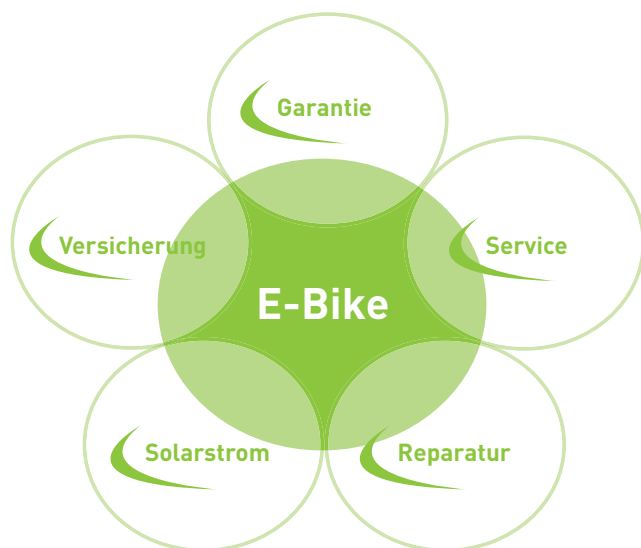 Garantie
Versicherung
Service
E-Bike
Solarstrom
Reparatur